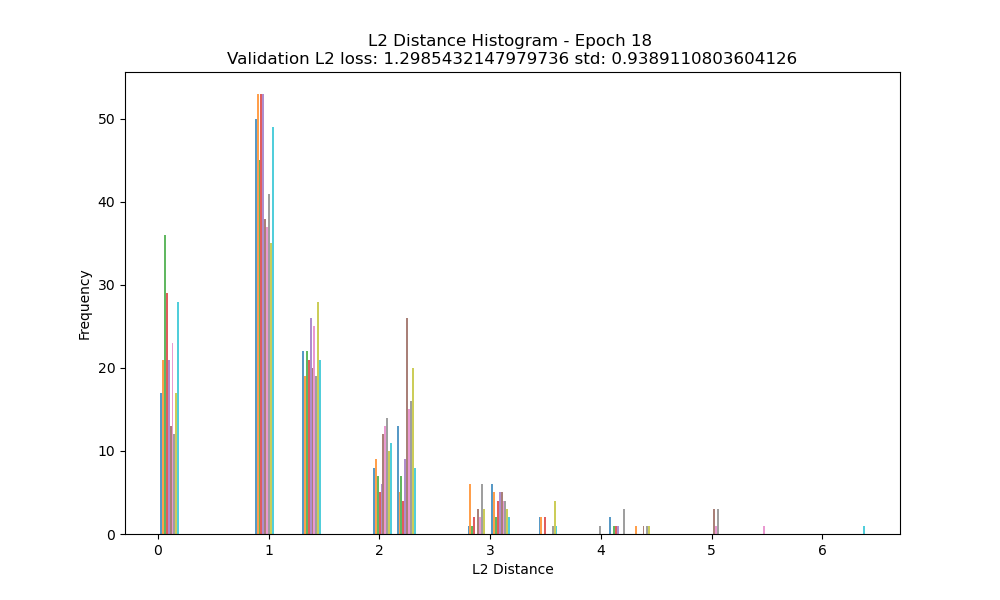 L2 Distance Histogram - Epoch 18
Validation L2 loss: 1.2985432147979736 std: 0.9389110803604126
50
40
30
20
10
0
Frequency
0 1 2 3 4 5 6
L2 Distance